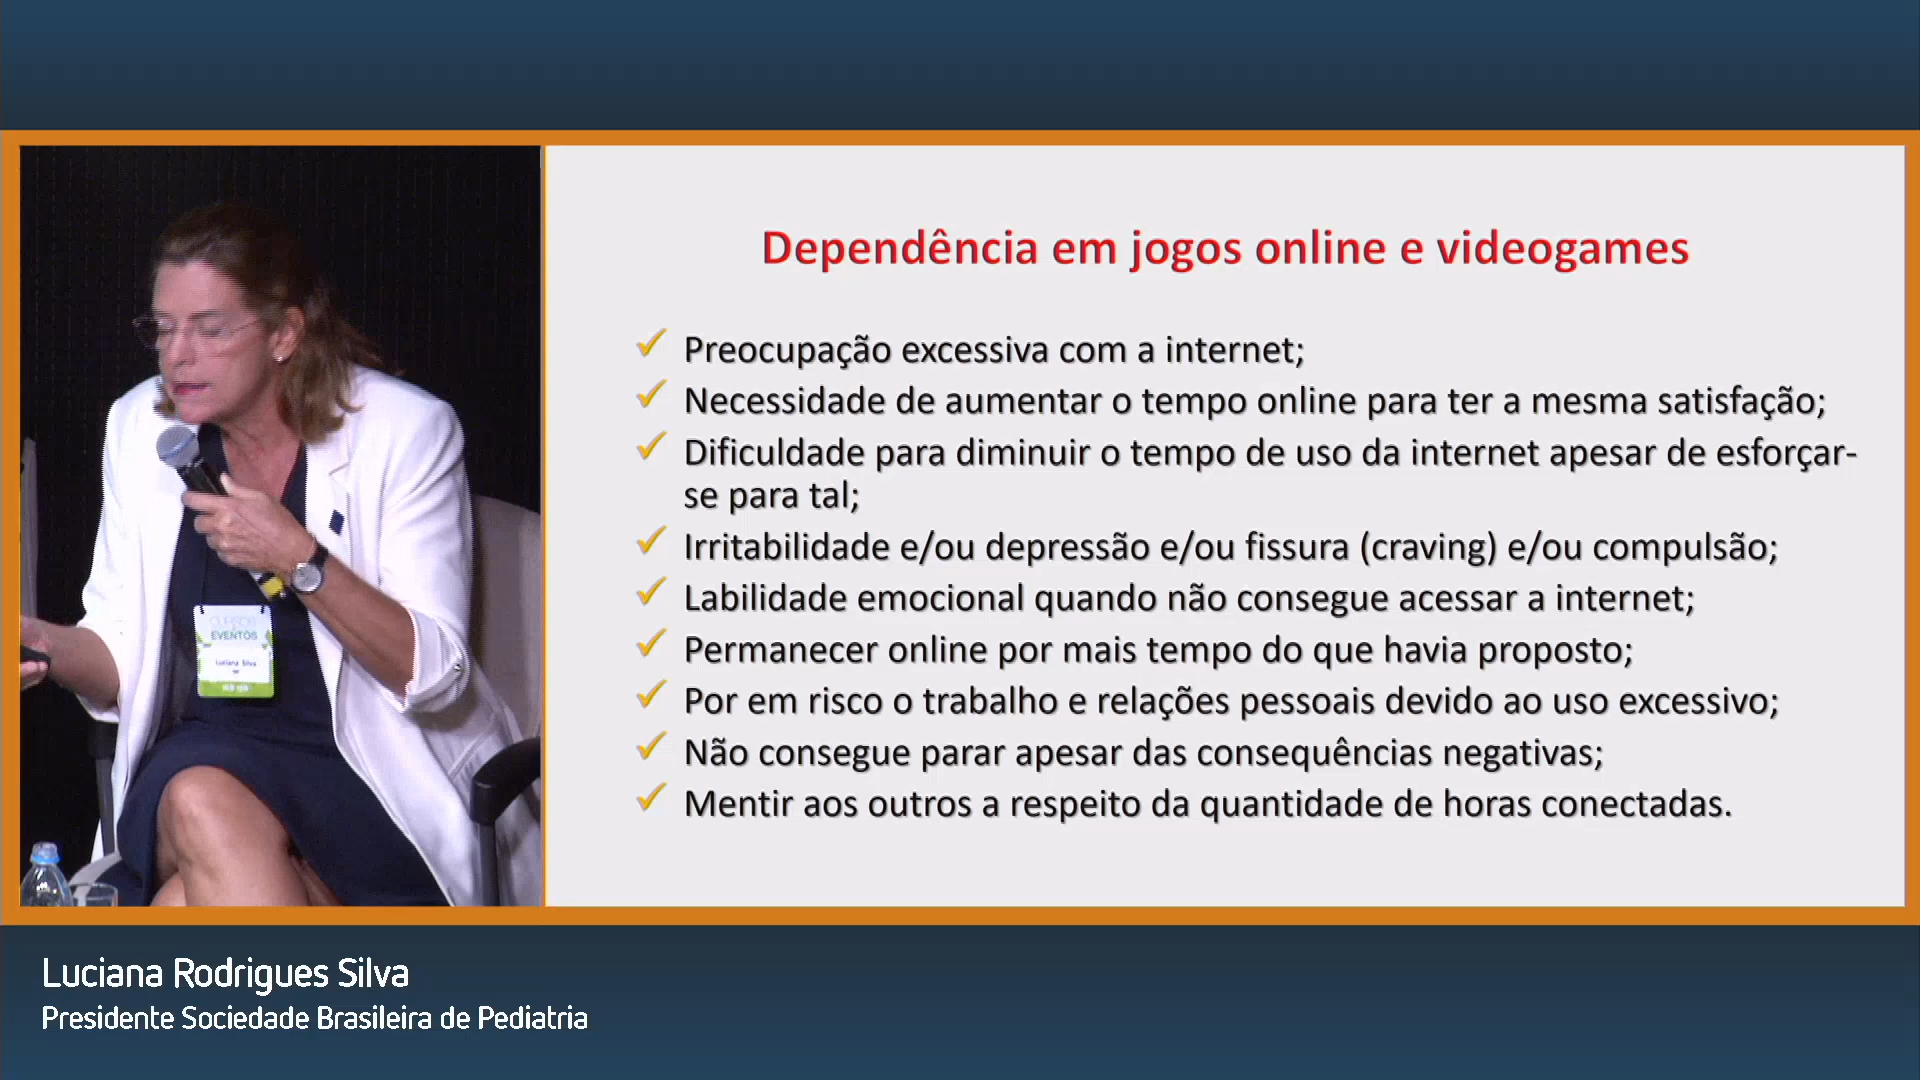 Dependência em jogos online e videogames
Preocupação excessiva com a internet;
Necessidade de aumentar o tempo online para ter a mesma satisfação;
Dificuldade para diminuir o tempo de uso da internet apesar de esforçar-
se para tal;
Irritabilidade e/ou depressão e/ou fissura (craving) e/ou compulsão;
Labilidade emocional quando não consegue acessar a internet;
Permanecer online por mais tempo do que havia proposto;
Por em risco o trabalho e relações pessoais devido ao uso excessivo;
Não consegue parar apesar das consequências negativas;
Mentir aos outros a respeito da quantidade de horas conectadas.
EVENTOS
Luciana Silva
Luciana Rodrigues Silva
Presidente Sociedade Brasileira de Pediatria